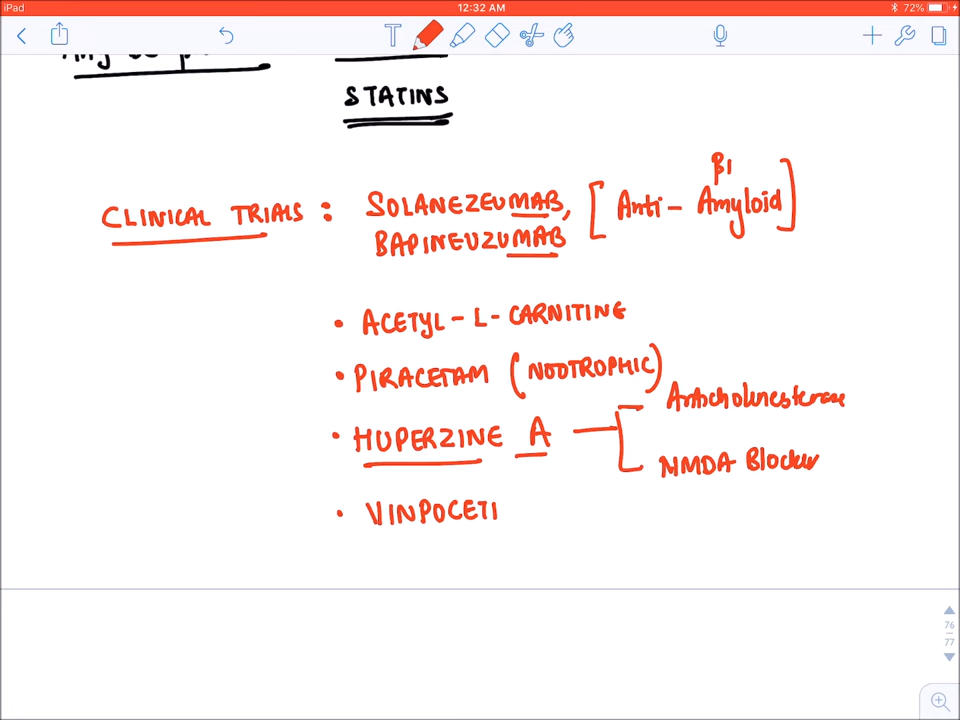 iPad 12:32 AM 72%
T
STATINS
CLINICAL TRIALS : SOLANEZEUMAB, [Anti - Amyloid]
β1
BAPINEUZUMAB
• ACETYL - L - CARNITINE
• PIRACETAM (NOOTROPHIC)
• HUPERZINE A
Anticholinesterase
NMDA Blocker
• VINPOCETI
76
77